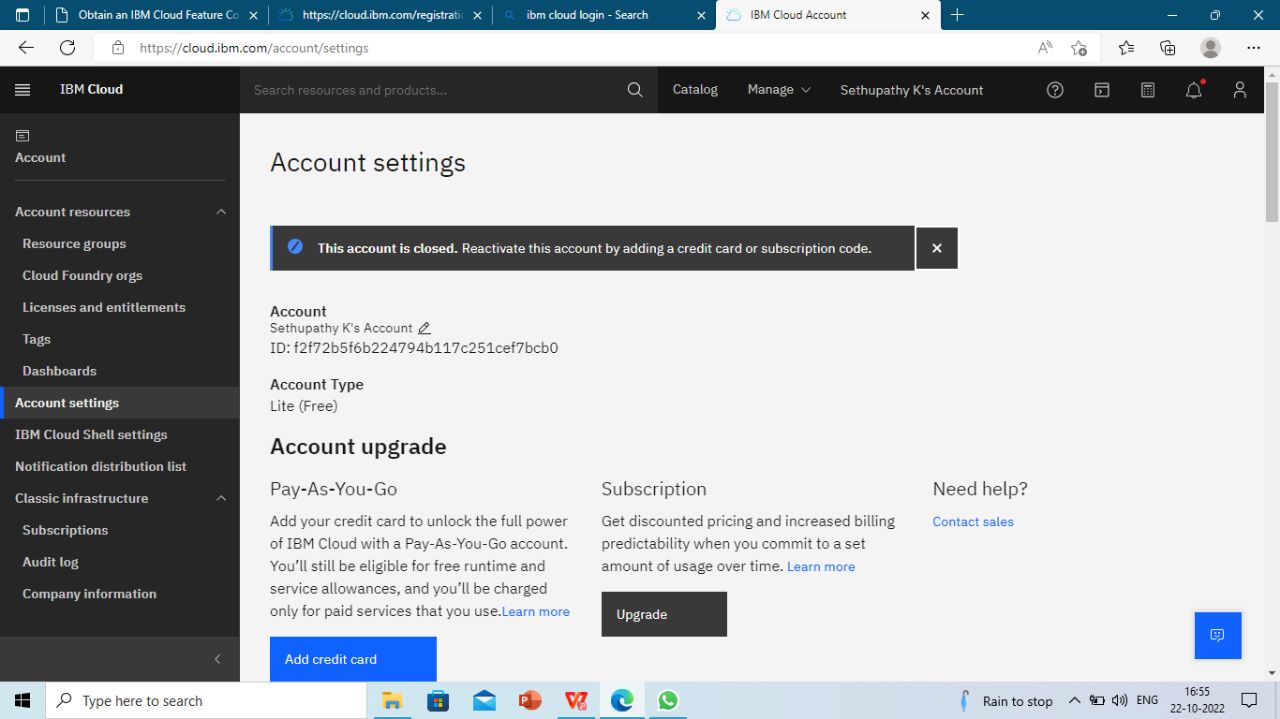 Obtain an IBM Cloud Feature Co
https://cloud.ibm.com/registratio
ibm cloud login - Search
IBM Cloud Account
https://cloud.ibm.com/account/settings
IBM Cloud
Search resources and products...
Catalog
Manage
Sethupathy K's Account
Account
Account resources
Resource groups
Cloud Foundry orgs
Licenses and entitlements
Tags
Dashboards
Account settings
IBM Cloud Shell settings
Notification distribution list
Classic infrastructure
Subscriptions
Audit log
Company information
Account settings
This account is closed. Reactivate this account by adding a credit card or subscription code.
Account
Sethupathy K's Account
ID: f2f72b5f6b224794b117c251cef7bcb0
Account Type
Lite (Free)
Account upgrade
Pay-As-You-Go
Add your credit card to unlock the full power
of IBM Cloud with a Pay-As-You-Go account.
You’ll still be eligible for free runtime and
service allowances, and you’ll be charged
only for paid services that you use.Learn more
Add credit card
Subscription
Get discounted pricing and increased billing
predictability when you commit to a set
amount of usage over time. Learn more
Upgrade
Need help?
Contact sales
Type here to search
Rain to stop
ENG
16:55
22-10-2022